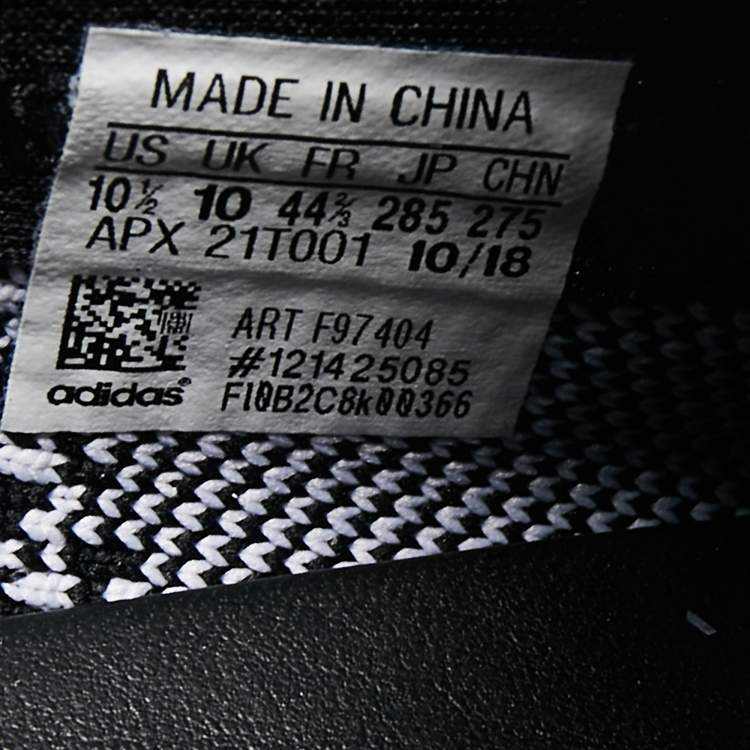 MADE IN CHINA
US UK FR JP CHN
10½ 10 44⅔ 285 275
APX 21T001 10/18
ART F97404
#121425085
adidas® FI0B2C8k00366